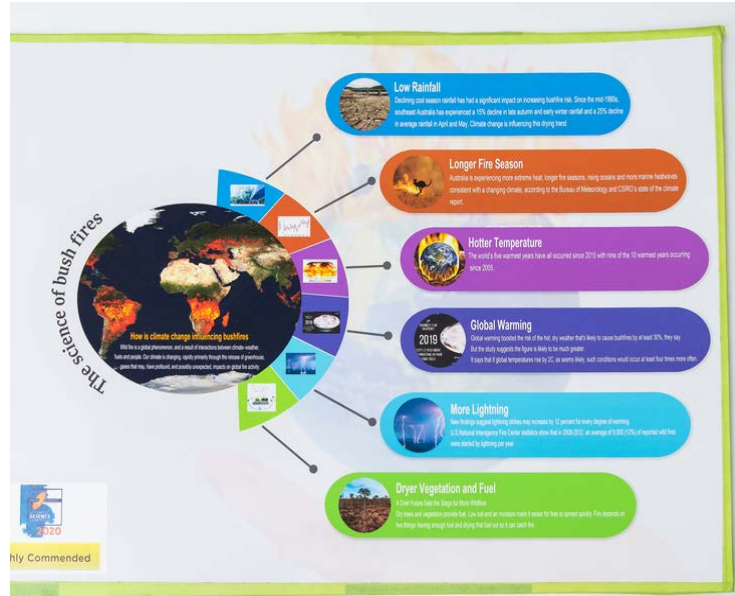 The science of bush fires
How is climate change influencing bushfires
Wild fire is a global phenomenon, and a result of interactions between climate-weather,
fuels and people. Our climate is changing, rapidly primarily through the release of greenhouse,
gases that may, have profound, and possibly unexpected, impacts on global fire activity.
Low Rainfall
Declining cool season rainfall has had a significant impact on increasing bushfire risk. Since the mid-1990s,
southeast Australia has experienced a 15% decline in late autumn and early winter rainfall and a 25% decline
in average rainfall in April and May. Climate change is influencing this drying trend.
Longer Fire Season
Australia is experiencing more extreme heat, longer fire seasons, rising oceans and more marine heatwaves
consistent with a changing climate, according to the Bureau of Meteorology and CSIRO's state of the climate
report.
Hotter Temperature
The world's five warmest years have all occurred since 2015 with nine of the 10 warmest years occurring
since 2005.
Global Warming
Global warming boosted the risk of the hot, dry weather that's likely to cause bushfires by at least 30%, they say
But the study suggests the figure is likely to be much greater.
It says that if global temperatures rise by 2C, as seems likely, such conditions would occur at least four times more often.
2019
2019
More Lightning
New findings suggest lightning strikes may increase by 12 percent for every degree of warming.
U.S National Interagency Fire Center statistics show that in 2008-2012, an average of 9,000 (12%) of reported wild fires
were started by lightning per year
Dryer Vegetation and Fuel
A Drier Future Sets the Stage for More Wildfires
Dry trees and vegetation provide fuel. Low soil and air moisture make it easier for fires to spread quickly. Fire depends on
two things: having enough fuel and drying that fuel out so it can catch fire.
SCIENCE
2020
hly Commended